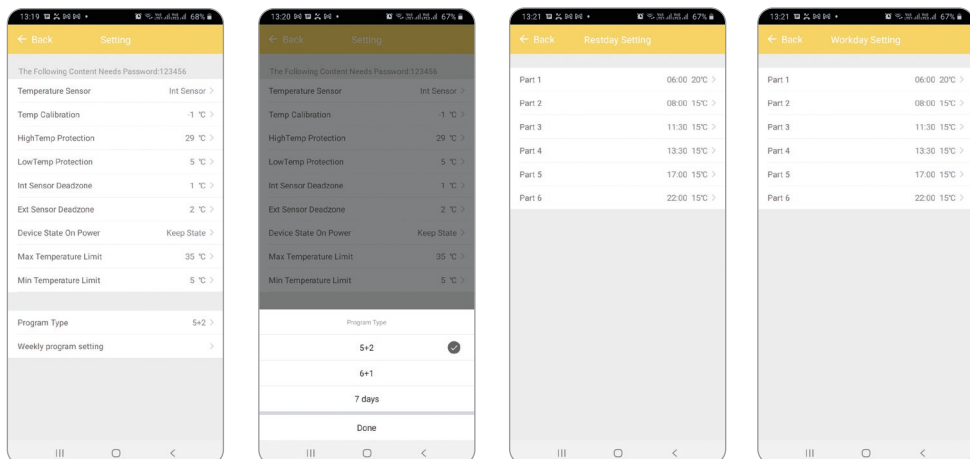 13:19 68%
← Back Setting
The Following Content Needs Password:123456
Temperature Sensor Int Sensor >
Temp Calibration -1 ℃ >
HighTemp Protection 29 ℃ >
LowTemp Protection 5 ℃ >
Int Sensor Deadzone 1 ℃ >
Ext Sensor Deadzone 2 ℃ >
Device State On Power Keep State >
Max Temperature Limit 35 ℃ >
Min Temperature Limit 5 ℃ >
Program Type 5+2 >
Weekly program setting >
13:20 67%
← Back Setting
The Following Content Needs Password:123456
Temperature Sensor Int Sensor >
Temp Calibration -1 ℃ >
HighTemp Protection 29 ℃ >
LowTemp Protection 5 ℃ >
Int Sensor Deadzone 1 ℃ >
Ext Sensor Deadzone 2 ℃ >
Device State On Power Keep State >
Max Temperature Limit 35 ℃ >
Min Temperature Limit 5 ℃ >
Program Type
5+2
6+1
7 days
Done
13:21 67%
← Back Restday Setting
Part 1 06:00 20℃ >
Part 2 08:00 15℃ >
Part 3 11:30 15℃ >
Part 4 13:30 15℃ >
Part 5 17:00 15℃ >
Part 6 22:00 15℃ >
13:21 67%
← Back Workday Setting
Part 1 06:00 20℃ >
Part 2 08:00 15℃ >
Part 3 11:30 15℃ >
Part 4 13:30 15℃ >
Part 5 17:00 15℃ >
Part 6 22:00 15℃ >